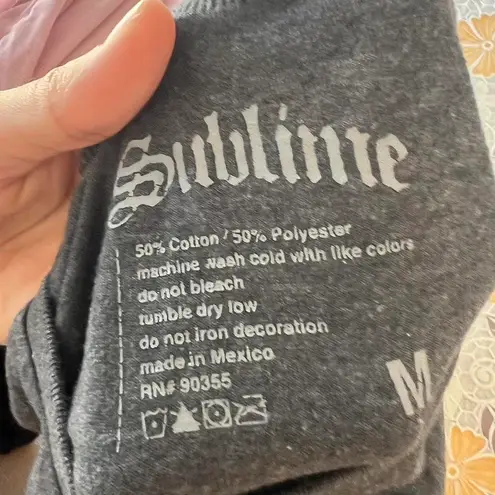 Sublime
50% Cotton / 50% Polyester
machine wash cold with like colors
do not bleach
tumble dry low
do not iron decoration
made in Mexico
RN# 90355
M